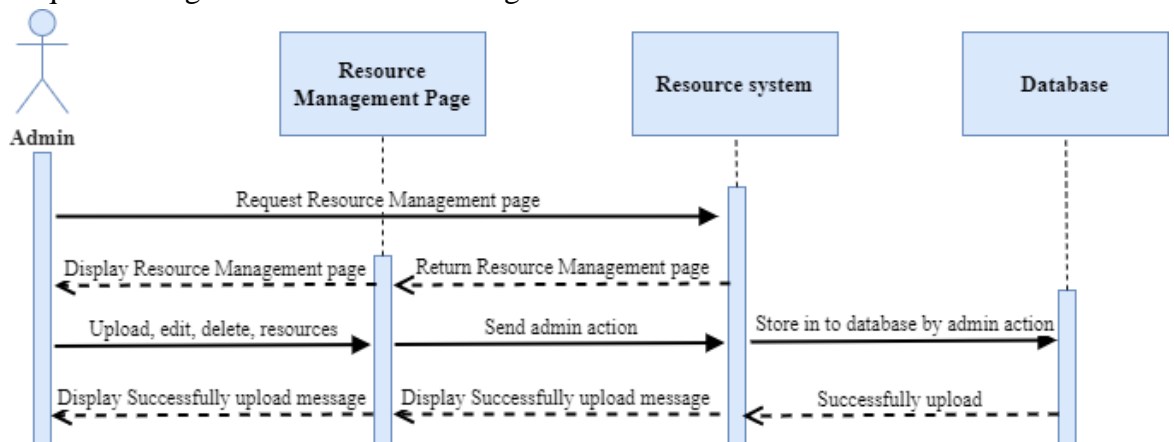 Resource
Management Page
Resource system
Database
Admin
Request Resource Management page
Display Resource Management page
Return Resource Management page
Upload, edit, delete, resources
Send admin action
Store in to database by admin action
Display Successfully upload message
Display Successfully upload message
Successfully upload